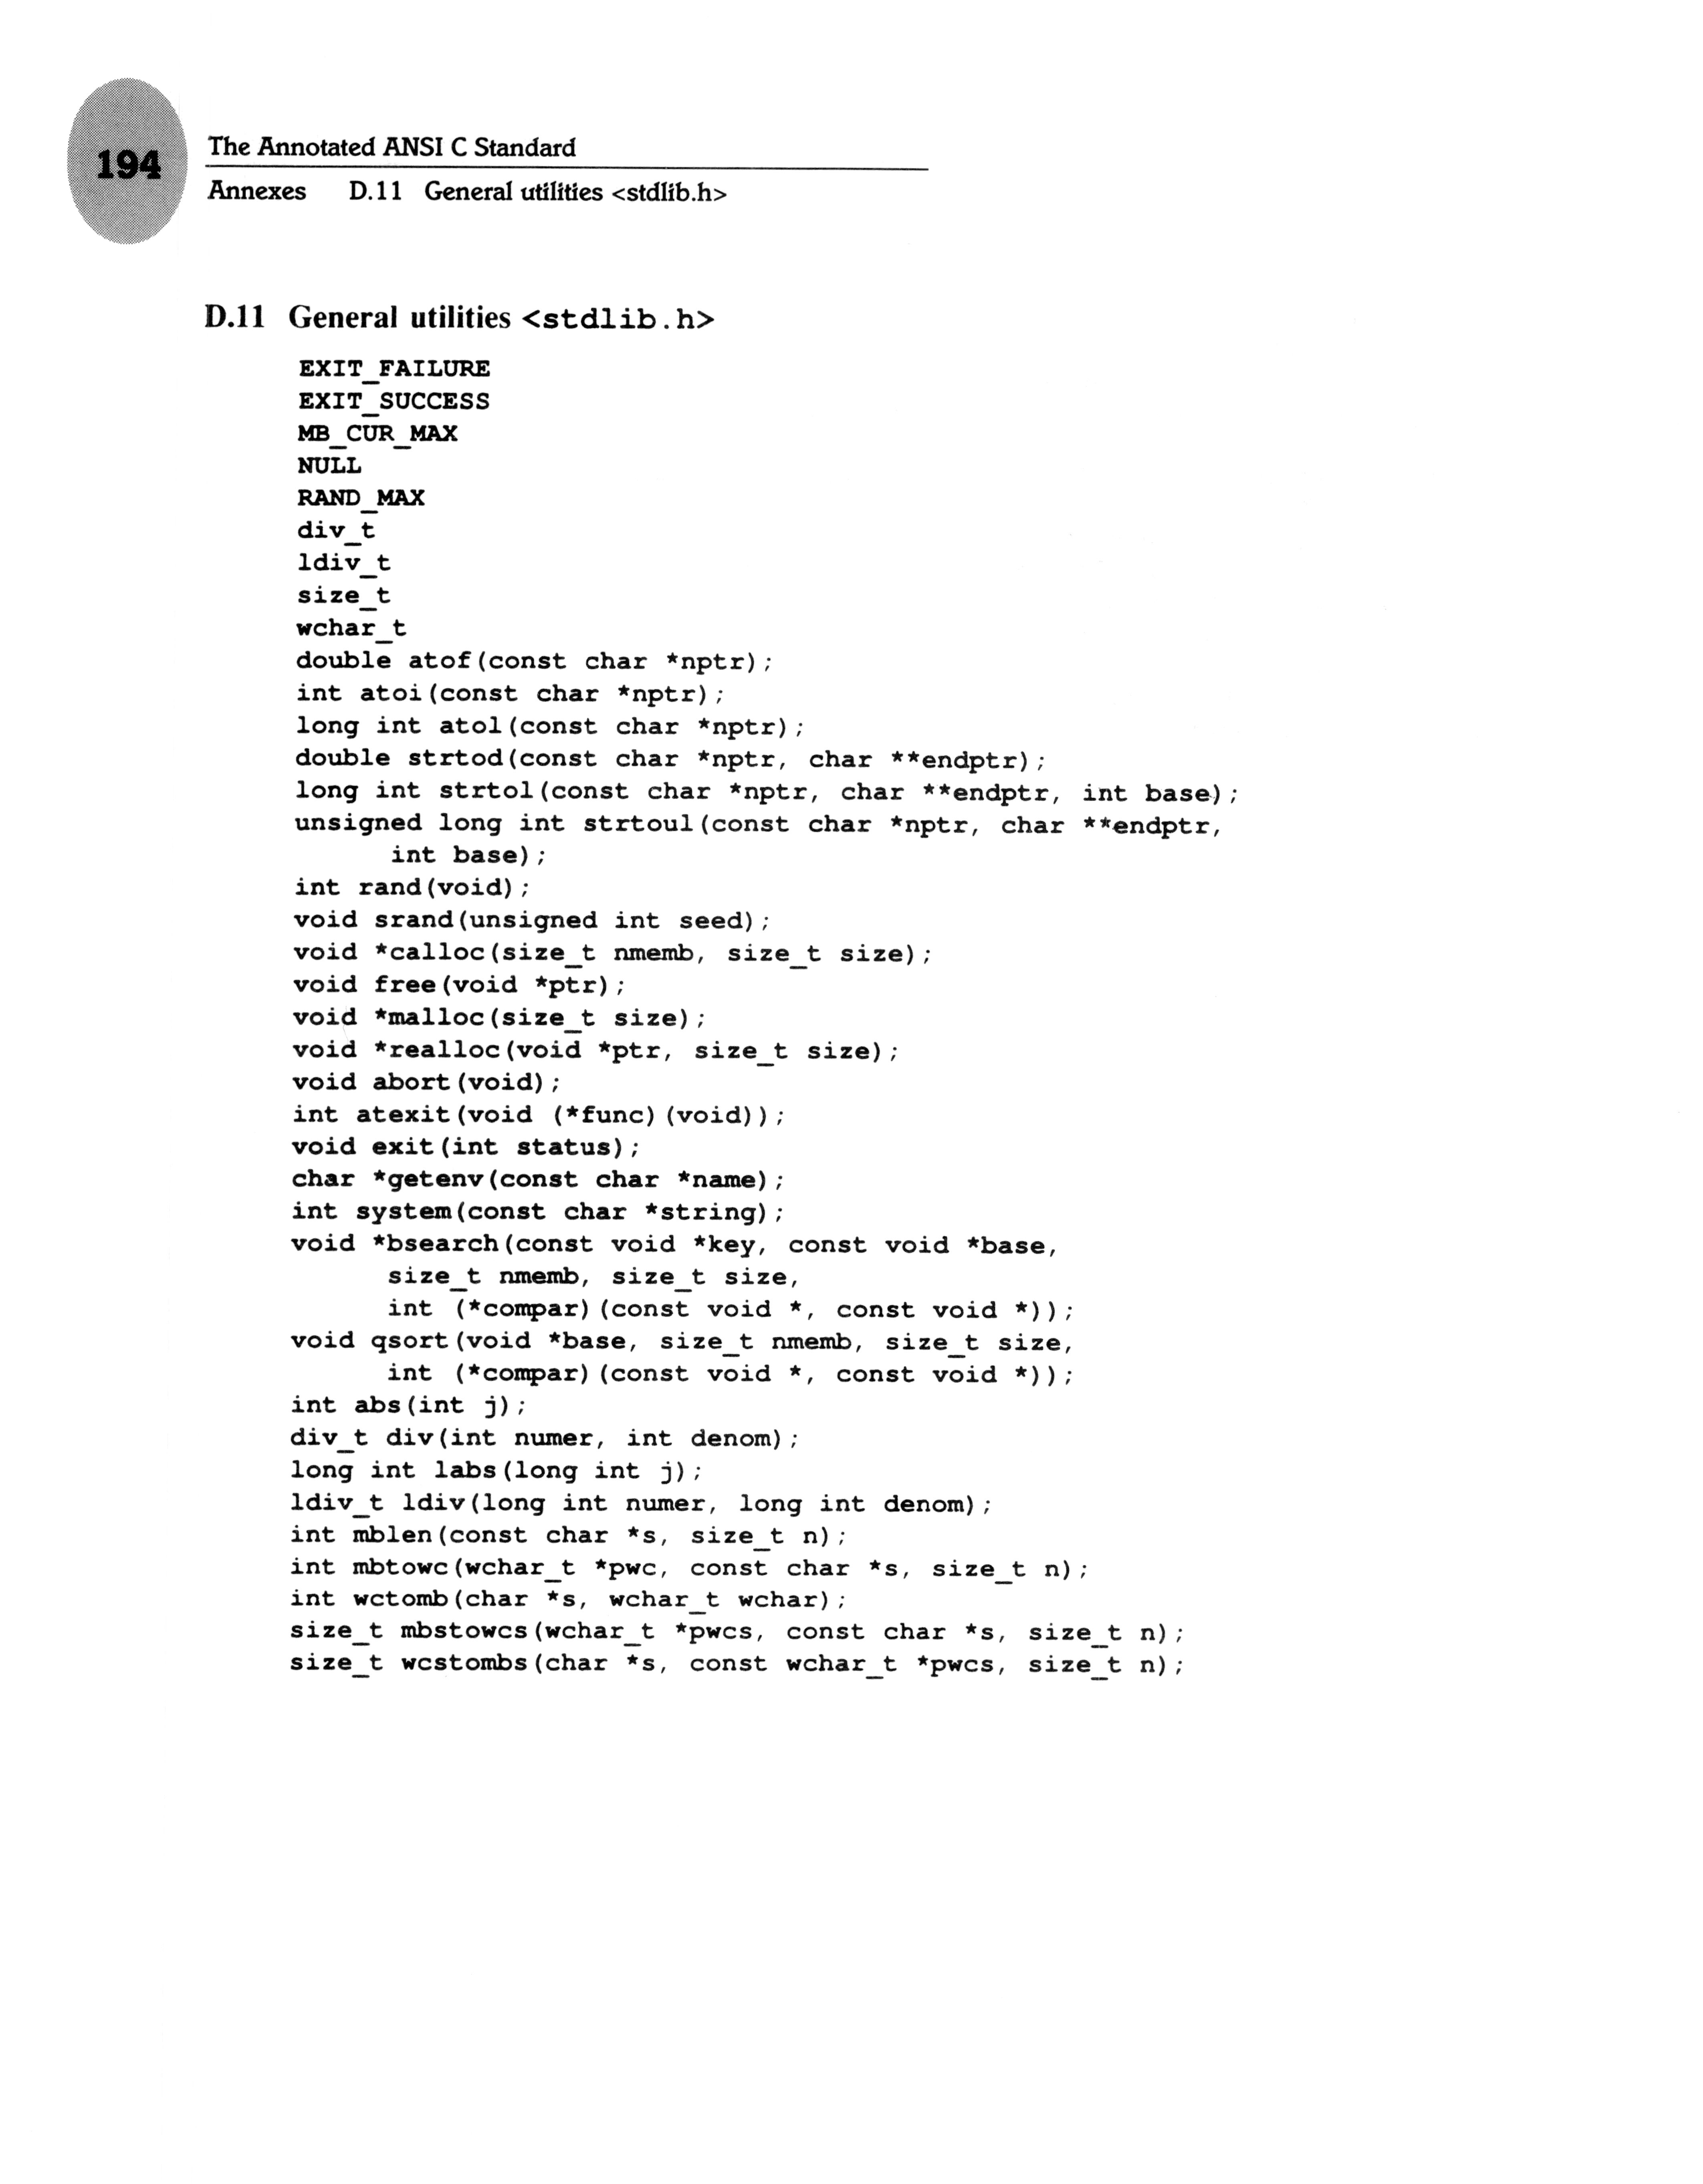 194
The Annotated ANSI C Standard
Annexes D.11 General utilities <stdlib.h>
D.11 General utilities <stdlib.h>
EXIT_FAILURE
EXIT_SUCCESS
MB_CUR_MAX
NULL
RAND_MAX
div_t
ldiv_t
size_t
wchar_t
double atof(const char *nptr);
int atoi(const char *nptr);
long int atol(const char *nptr);
double strtod(const char *nptr, char **endptr);
long int strtol(const char *nptr, char **endptr, int base);
unsigned long int strtoul(const char *nptr, char **endptr,
int base);
int rand(void);
void srand(unsigned int seed);
void *calloc(size_t nmemb, size_t size);
void free(void *ptr);
void *malloc(size_t size);
void *realloc(void *ptr, size_t size);
void abort(void);
int atexit(void (*func)(void));
void exit(int status);
char *getenv(const char *name);
int system(const char *string);
void *bsearch(const void *key, const void *base,
size_t nmemb, size_t size,
int (*compar)(const void *, const void *));
void qsort(void *base, size_t nmemb, size_t size,
int (*compar)(const void *, const void *));
int abs(int j);
div_t div(int numer, int denom);
long int labs(long int j);
ldiv_t ldiv(long int numer, long int denom);
int mblen(const char *s, size_t n);
int mbtowc(wchar_t *pwc, const char *s, size_t n);
int wctomb(char *s, wchar_t wchar);
size_t mbstowcs(wchar_t *pwcs, const char *s, size_t n);
size_t wcstombs(char *s, const wchar_t *pwcs, size_t n);